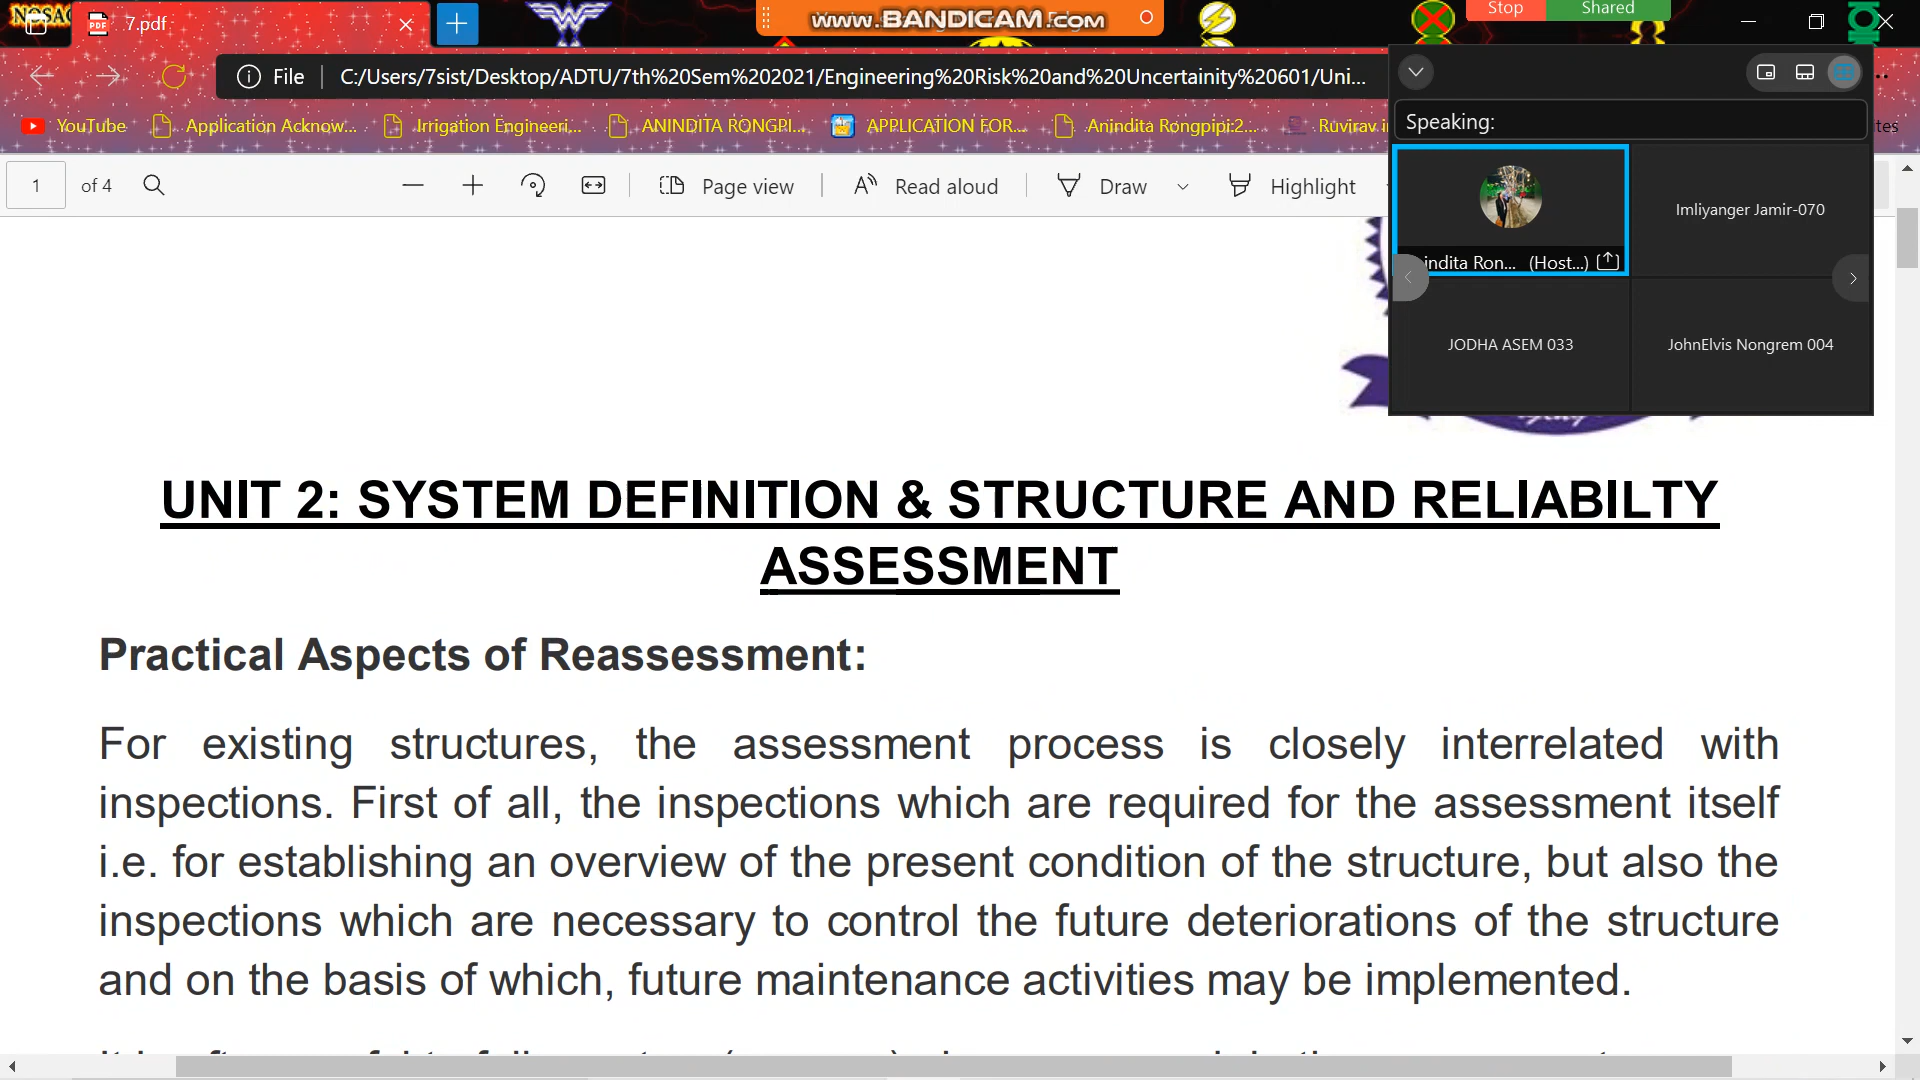 7.pdf
www.BANDICAM.com
Stop
Shared
File
C:/Users/7sist/Desktop/ADTU/7th%20Sem%202021/Engineering%20Risk%20and%20Uncertainity%20601/Uni...
YouTube
Application Acknow...
Irrigation Engineeri...
ANINDITA RONGPI...
APPLICATION FOR...
Anindita Rongpipi:2...
Speaking:
1 of 4
Page view
Read aloud
Draw
Highlight
indita Ron... (Host...)
Imliyanger Jamir-070
JODHA ASEM 033
JohnElvis Nongrem 004
UNIT 2: SYSTEM DEFINITION & STRUCTURE AND RELIABILTY
ASSESSMENT
Practical Aspects of Reassessment:
For existing structures, the assessment process is closely interrelated with
inspections. First of all, the inspections which are required for the assessment itself
i.e. for establishing an overview of the present condition of the structure, but also the
inspections which are necessary to control the future deteriorations of the structure
and on the basis of which, future maintenance activities may be implemented.